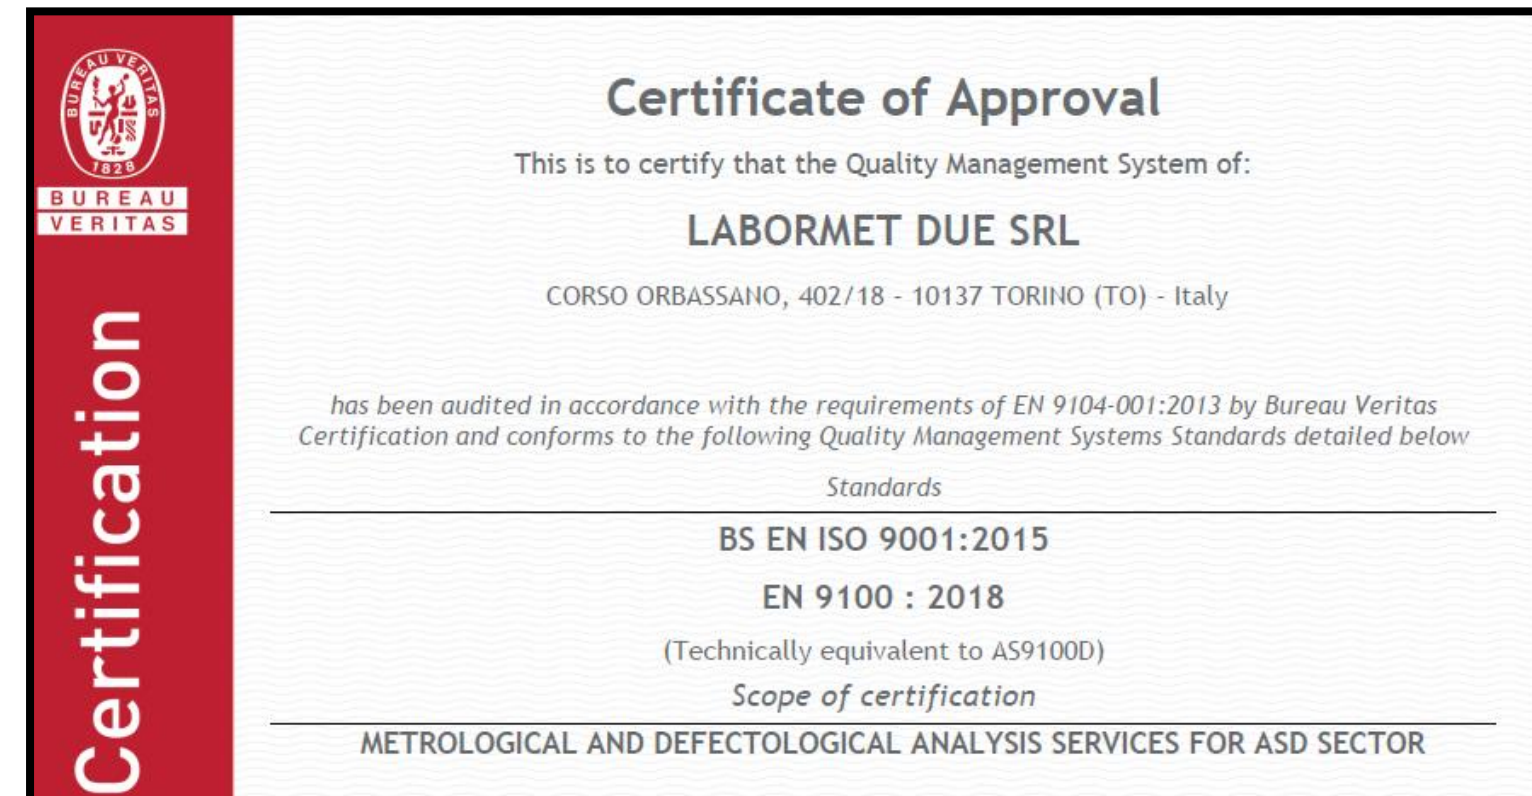 BUREAU VERITAS
1828
BUREAU
VERITAS
Certification
Certificate of Approval
This is to certify that the Quality Management System of:
LABORMET DUE SRL
CORSO ORBASSANO, 402/18 - 10137 TORINO (TO) - Italy
has been audited in accordance with the requirements of EN 9104-001:2013 by Bureau Veritas
Certification and conforms to the following Quality Management Systems Standards detailed below
Standards
BS EN ISO 9001:2015
EN 9100 : 2018
(Technically equivalent to AS9100D)
Scope of certification
METROLOGICAL AND DEFECTOLOGICAL ANALYSIS SERVICES FOR ASD SECTOR